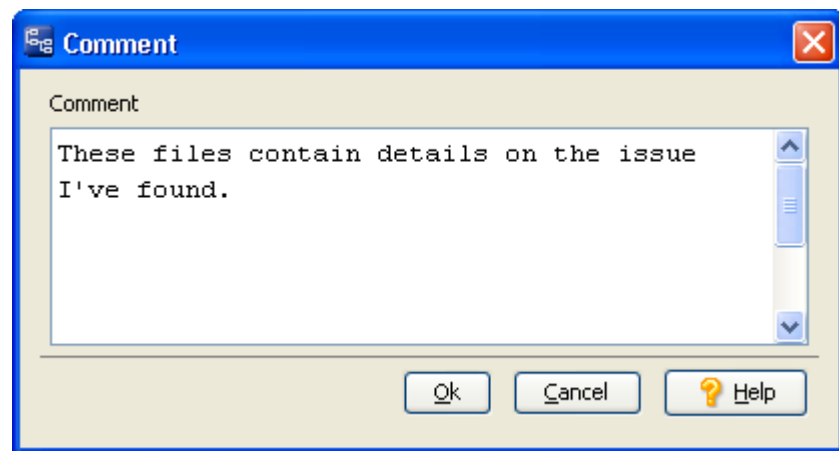 Comment
Comment
These files contain details on the issue
I've found.
Ok Cancel Help